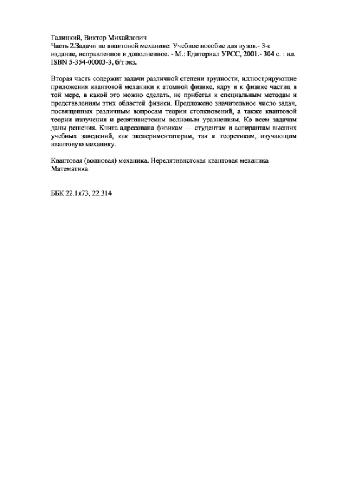 Галицкий, Виктор Михайлович
Часть 2.Задачи по квантовой механике: Учебное пособие для вузов.- 3-е
издание, исправленное и дополненное. - М.: Едиториал УРСС, 2001.- 304 с. : ил.
ISBN 5-354-00003-3, б/т экз.
Вторая часть содержит задачи различной степени трудности, иллюстрирующие
приложения квантовой механики к атомной физике, ядру и к физике частиц в
той мере, в какой это можно сделать, не прибегая к специальным методам и
представлениям этих областей физики. Предложено значительное число задач,
посвященных различным вопросам теории столкновений, а также квантовой
теории излучения и релятивистским волновым уравнениям. Ко всем задачам
даны решения. Книга адресована физикам — студентам и аспирантам высших
учебных заведений, как экспериментаторам, так и теоретикам, изучающим
квантовую механику.
Квантовая (волновая) механика. Нерелятивистская квантовая механика
Математика
ББК 22.1я73, 22.314